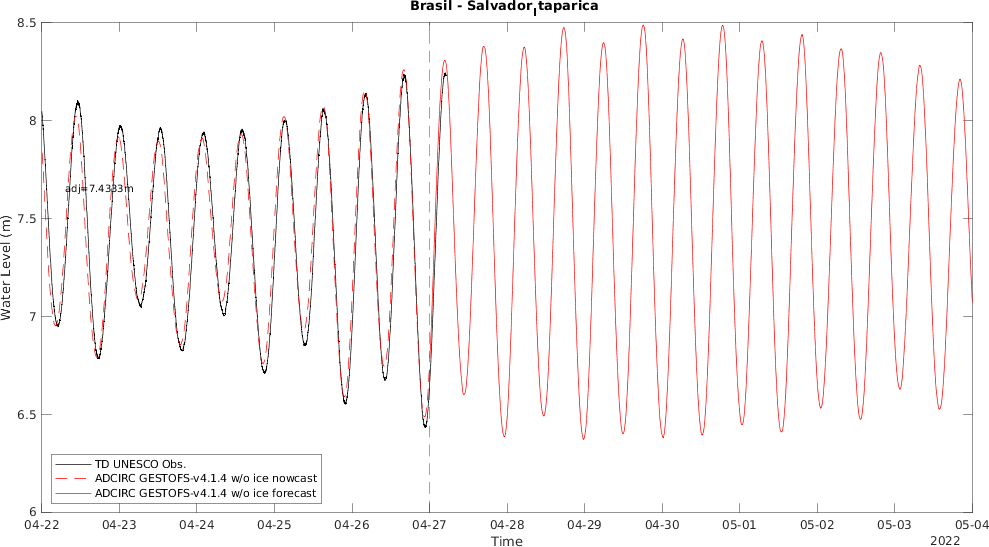 Brasil - Salvador_Itaparica
8.5
8
7.5
7
6.5
6
Water Level (m)
adj=7.4333m
TD UNESCO Obs.
ADCIRC GESTOFS-v4.1.4 w/o ice nowcast
ADCIRC GESTOFS-v4.1.4 w/o ice forecast
04-22 04-23 04-24 04-25 04-26 04-27 04-28 04-29 04-30 05-01 05-02 05-03 05-04
Time
2022